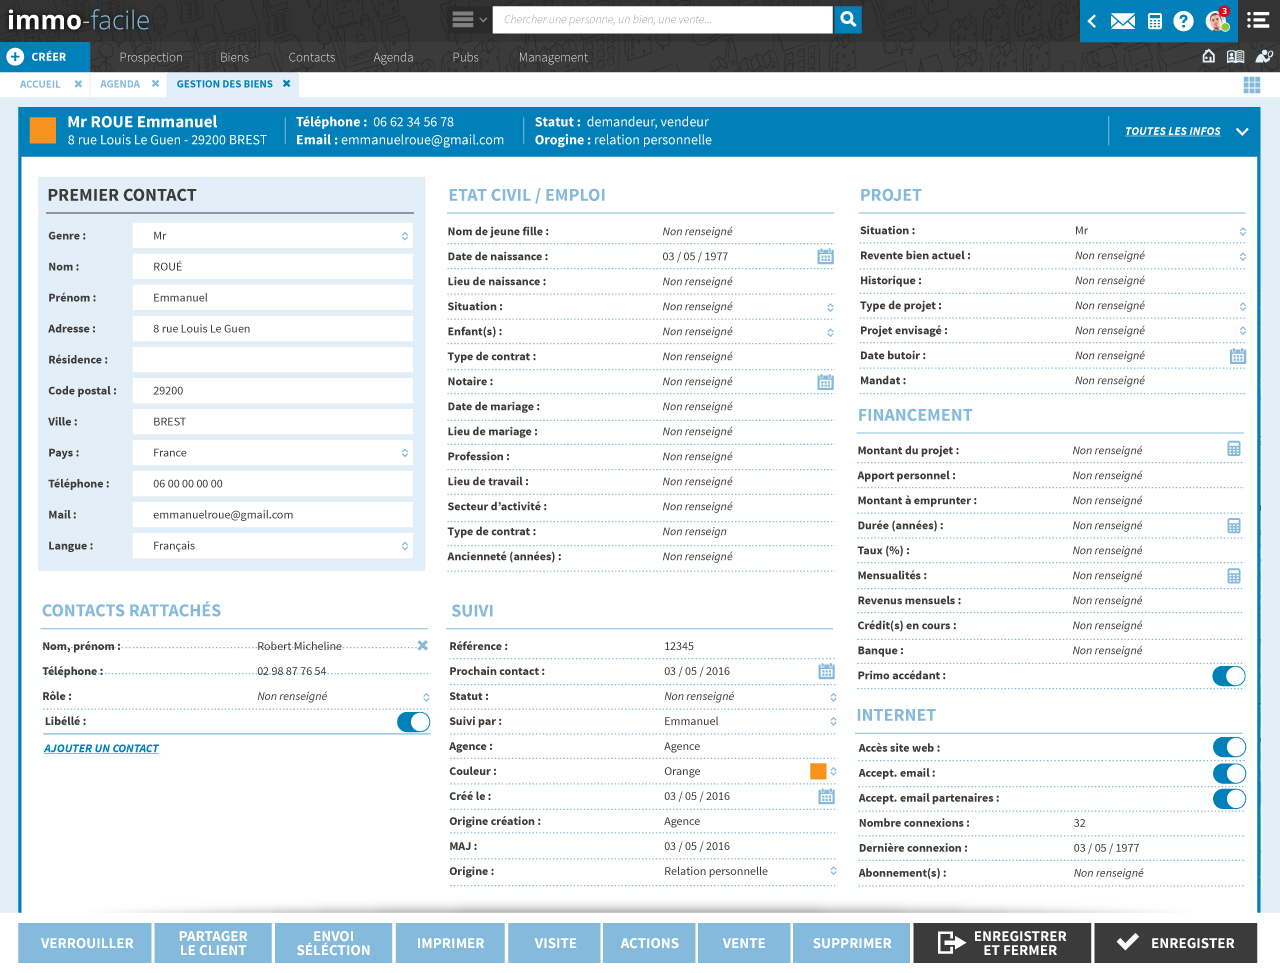 immo-facile
Chercher une personne, un bien, une vente...
3
CRÉER
Prospection
Biens
Contacts
Agenda
Pubs
Management
ACCUEIL
AGENDA
GESTION DES BIENS
Mr ROUE Emmanuel
8 rue Louis Le Guen - 29200 BREST
Téléphone : 06 62 34 56 78
Email : emmanuelroue@gmail.com
Statut : demandeur, vendeur
Orogine : relation personnelle
TOUTES LES INFOS
PREMIER CONTACT
Genre : Mr
Nom : ROUÉ
Prénom : Emmanuel
Adresse : 8 rue Louis Le Guen
Résidence :
Code postal : 29200
Ville : BREST
Pays : France
Téléphone : 06 00 00 00 00
Mail : emmanuelroue@gmail.com
Langue : Français
CONTACTS RATTACHÉS
Nom, prénom : Robert Micheline
Téléphone : 02 98 87 76 54
Rôle : Non renseigné
Libéllé :
AJOUTER UN CONTACT
ETAT CIVIL / EMPLOI
Nom de jeune fille : Non renseigné
Date de naissance : 03 / 05 / 1977
Lieu de naissance : Non renseigné
Situation : Non renseigné
Enfant(s) : Non renseigné
Type de contrat : Non renseigné
Notaire : Non renseigné
Date de mariage : Non renseigné
Lieu de mariage : Non renseigné
Profession : Non renseigné
Lieu de travail : Non renseigné
Secteur d'activité : Non renseigné
Type de contrat : Non renseign
Ancienneté (années) : Non renseigné
SUIVI
Référence : 12345
Prochain contact : 03 / 05 / 2016
Statut : Non renseigné
Suivi par : Emmanuel
Agence : Agence
Couleur : Orange
Créé le : 03 / 05 / 2016
Origine création : Agence
MAJ : 03 / 05 / 2016
Origine : Relation personnelle
PROJET
Situation : Mr
Revente bien actuel : Non renseigné
Historique : Non renseigné
Type de projet : Non renseigné
Projet envisagé : Non renseigné
Date butoir : Non renseigné
Mandat : Non renseigné
FINANCEMENT
Montant du projet : Non renseigné
Apport personnel : Non renseigné
Montant à emprunter : Non renseigné
Durée (années) : Non renseigné
Taux (%) : Non renseigné
Mensualités : Non renseigné
Revenus mensuels : Non renseigné
Crédit(s) en cours : Non renseigné
Banque : Non renseigné
Primo accédant :
INTERNET
Accès site web :
Accept. email :
Accept. email partenaires :
Nombre connexions : 32
Dernière connexion : 03 / 05 / 1977
Abonnement(s) : Non renseigné
VERROUILLER
PARTAGER
LE CLIENT
ENVOI
SÉLÉCTION
IMPRIMER
VISITE
ACTIONS
VENTE
SUPPRIMER
ENREGISTRER
ET FERMER
ENREGISTER